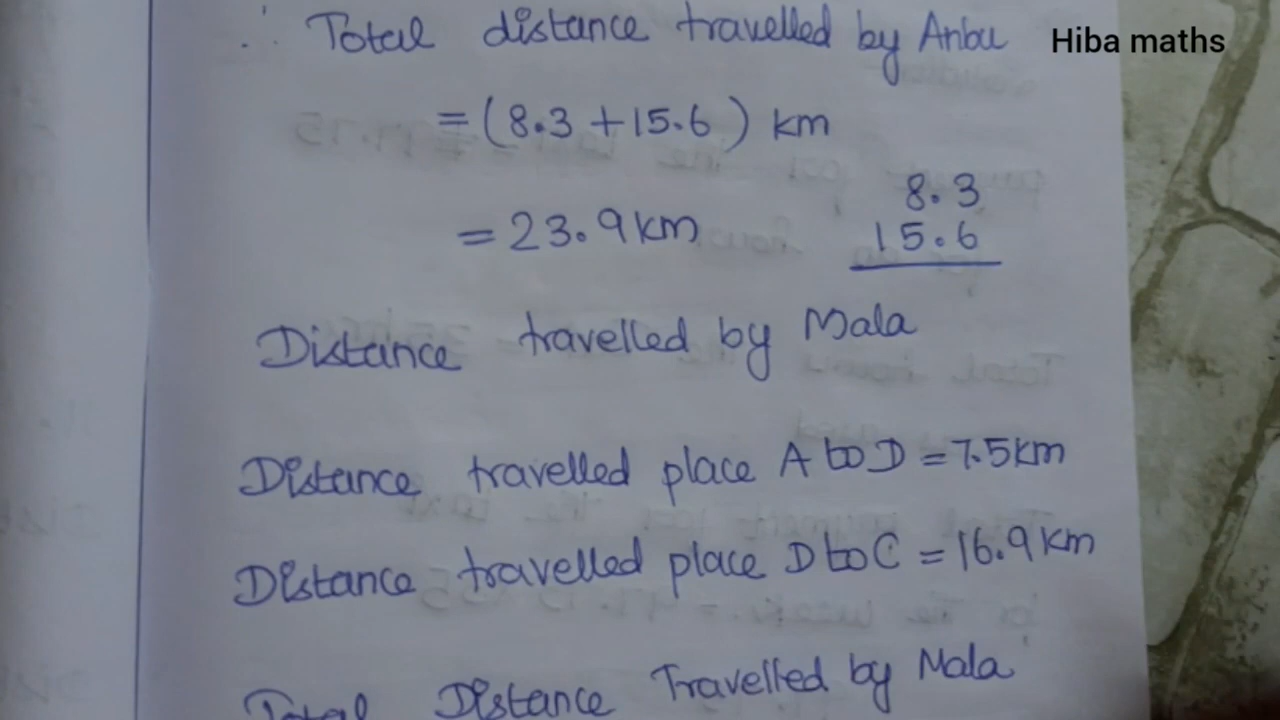 ∴ Total distance travelled by Anbu
Hiba maths
= (8.3 + 15.6) km
= 23.9 km
8.3
15.6
Distance travelled by Mala
Distance travelled place A to D = 7.5 km
Distance travelled place D to C = 16.9 km
Total Distance Travelled by Mala